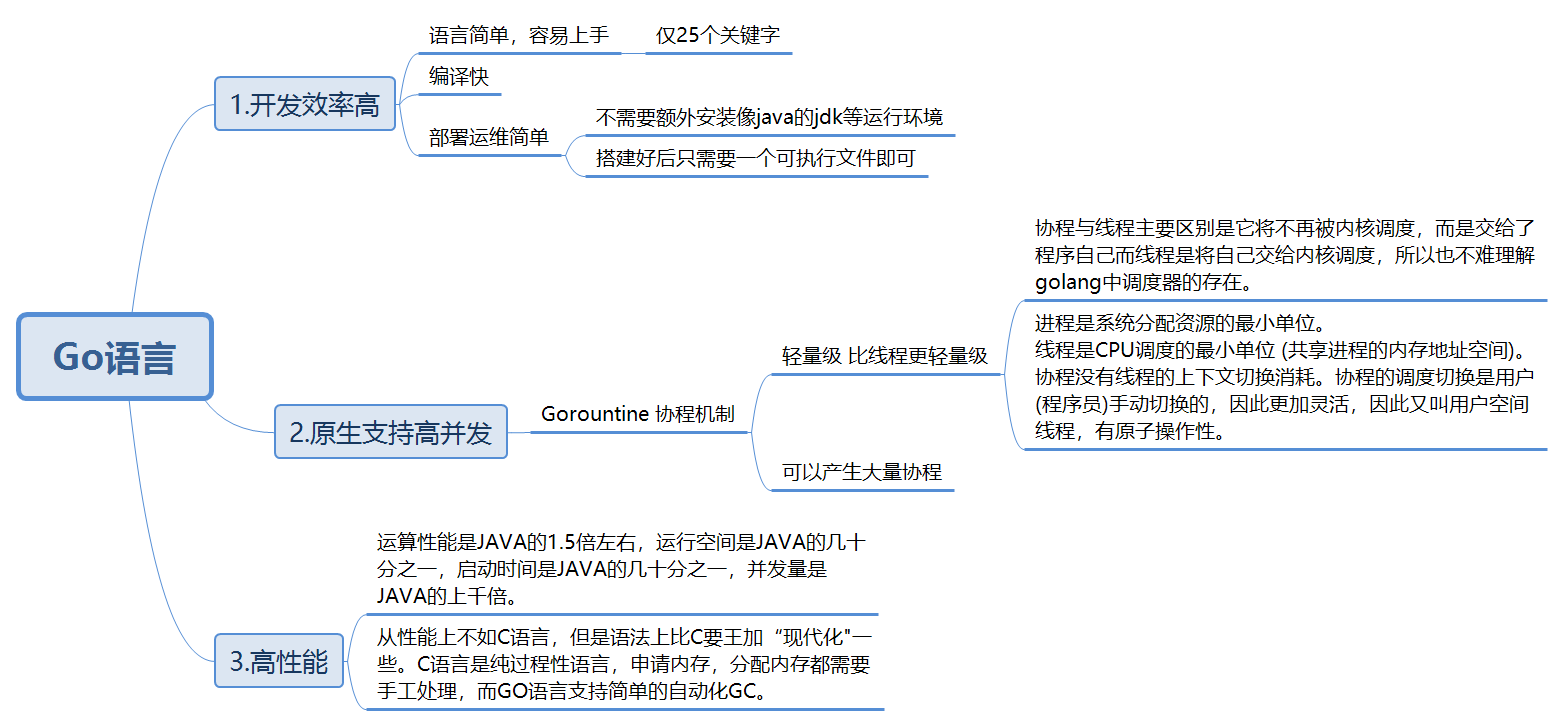 Go语言
1.开发效率高
语言简单，容易上手
仅25个关键字
编译快
部署运维简单
不需要额外安装像java的jdk等运行环境
搭建好后只需要一个可执行文件即可
2.原生支持高并发
Gorountine 协程机制
轻量级 比线程更轻量级
协程与线程主要区别是它将不再被内核调度，而是交给了
程序自己而线程是将自己交给内核调度，所以也不难理解
golang中调度器的存在。
进程是系统分配资源的最小单位。
线程是CPU调度的最小单位 (共享进程的内存地址空间)。
协程没有线程的上下文切换消耗。协程的调度切换是用户
(程序员)手动切换的，因此更加灵活，因此又叫用户空间
线程，有原子操作性。
可以产生大量协程
3.高性能
运算性能是JAVA的1.5倍左右，运行空间是JAVA的几十
分之一，启动时间是JAVA的几十分之一，并发量是
JAVA的上千倍。
从性能上不如C语言，但是语法上比C要王加“现代化"一
些。C语言是纯过程性语言，申请内存，分配内存都需要
手工处理，而GO语言支持简单的自动化GC。